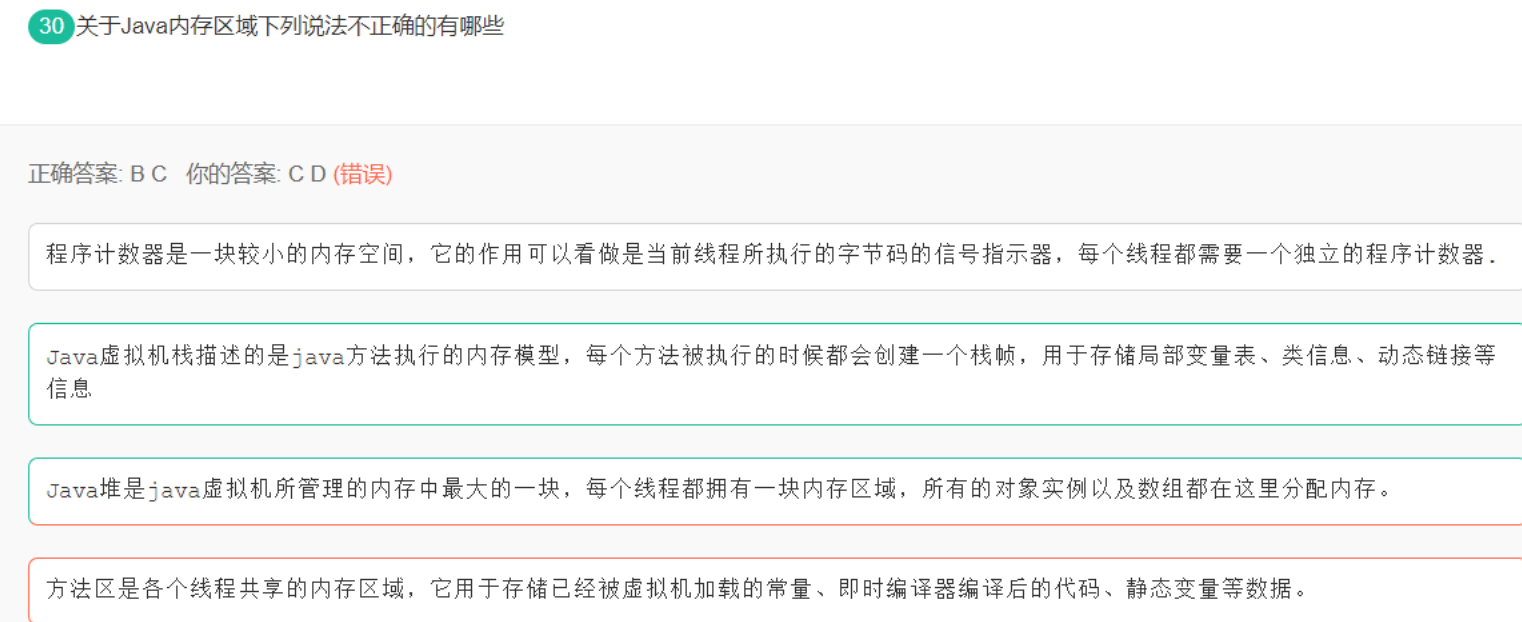 30 关于Java内存区域下列说法不正确的有哪些
正确答案: B C 你的答案: C D (错误)
程序计数器是一块较小的内存空间，它的作用可以看做是当前线程所执行的字节码的信号指示器，每个线程都需要一个独立的程序计数器.
Java虚拟机栈描述的是java方法执行的内存模型，每个方法被执行的时候都会创建一个栈帧，用于存储局部变量表、类信息、动态链接等
信息
Java堆是java虚拟机所管理的内存中最大的一块，每个线程都拥有一块内存区域，所有的对象实例以及数组都在这里分配内存。
方法区是各个线程共享的内存区域，它用于存储已经被虚拟机加载的常量、即时编译器编译后的代码、静态变量等数据。